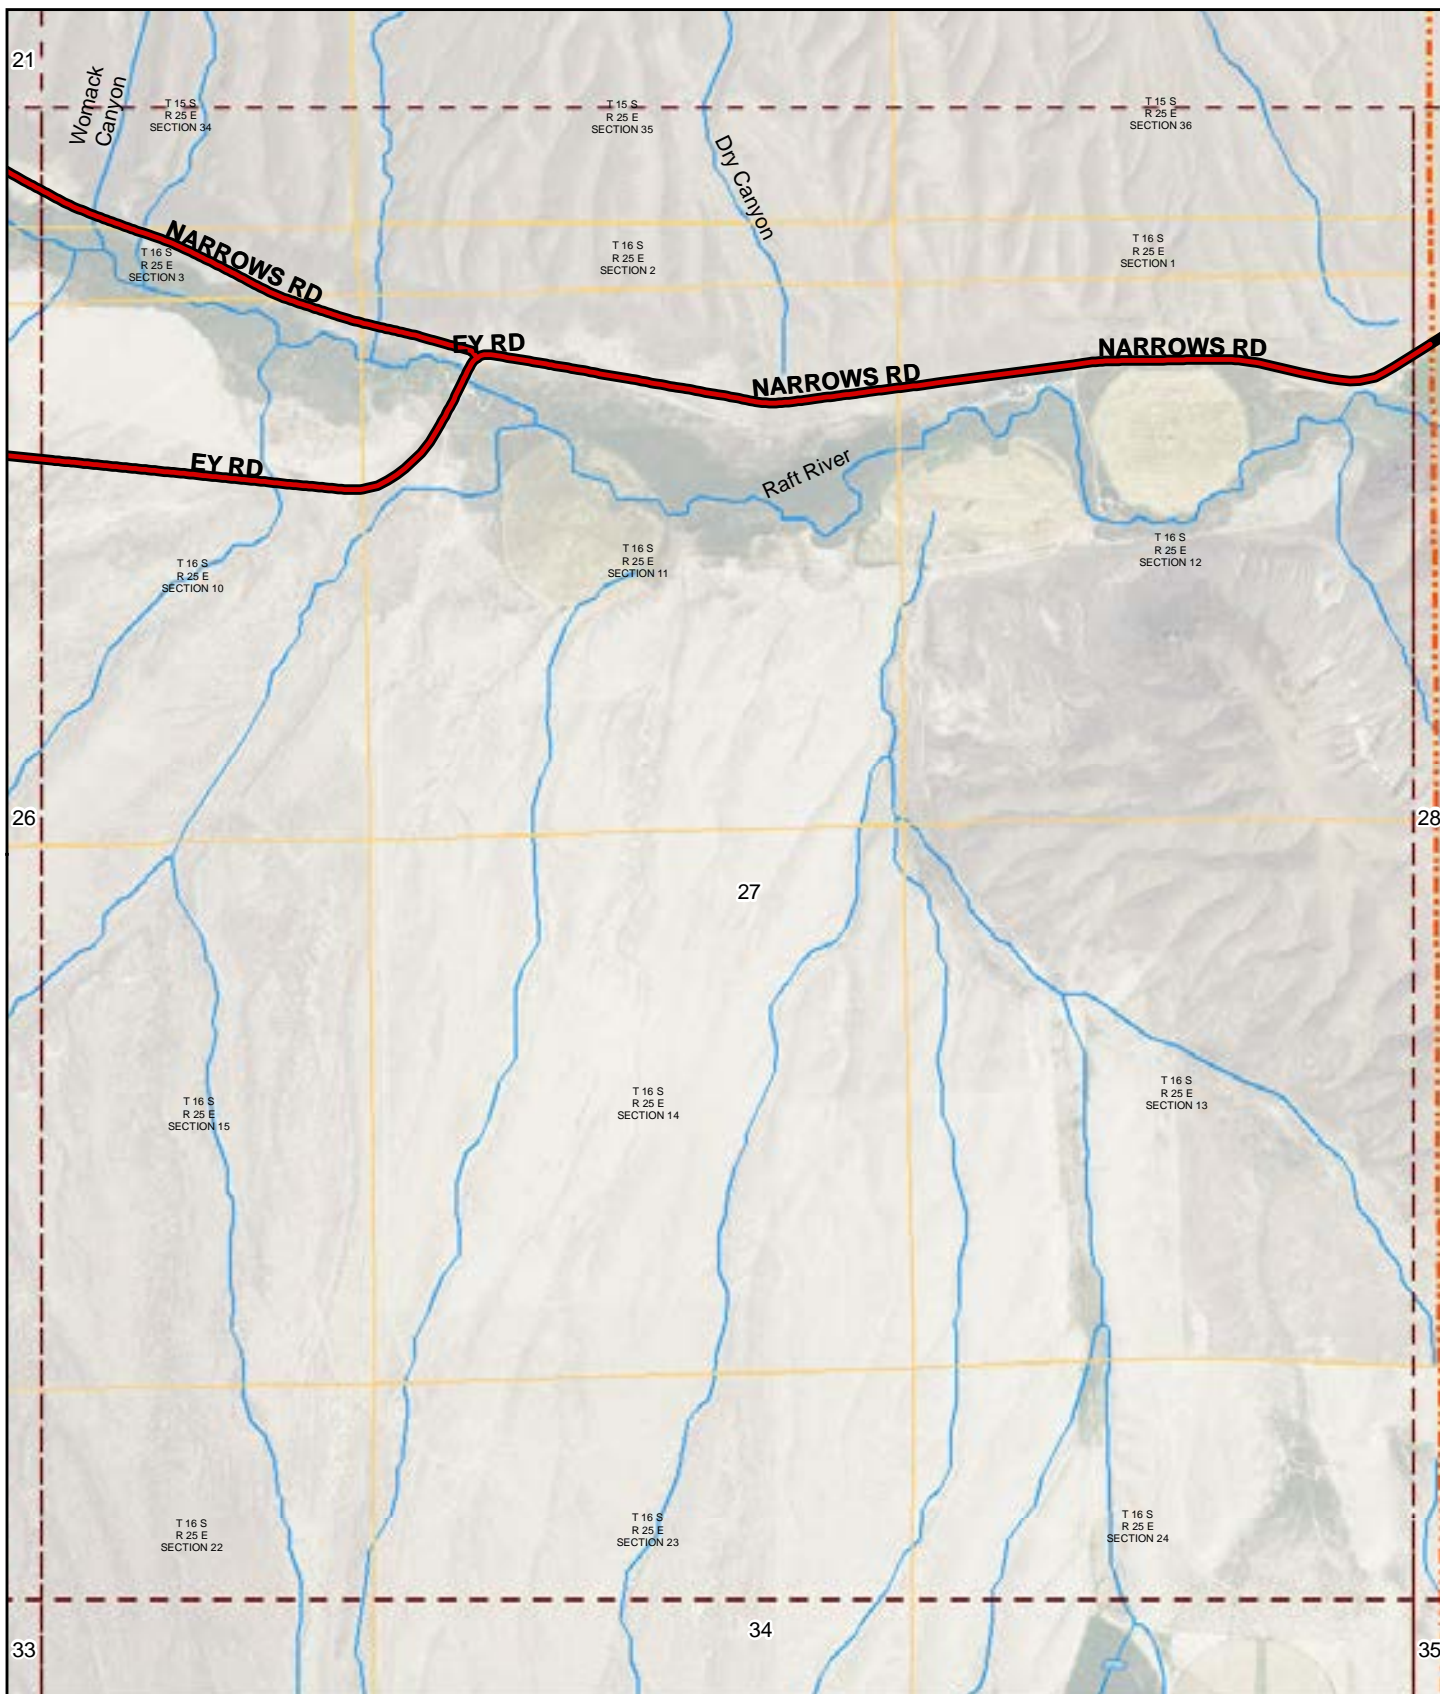 21
Womack
Canyon
T 15 S
R 25 E
SECTION 34
T 15 S
R 25 E
SECTION 35
T 15 S
R 25 E
SECTION 36
Dry Canyon
NARROWS RD
T 16 S
R 25 E
SECTION 3
T 16 S
R 25 E
SECTION 2
T 16 S
R 25 E
SECTION 1
EY RD
NARROWS RD
NARROWS RD
EY RD
Raft River
T 16 S
R 25 E
SECTION 10
T 16 S
R 25 E
SECTION 11
T 16 S
R 25 E
SECTION 12
26
28
27
T 16 S
R 25 E
SECTION 15
T 16 S
R 25 E
SECTION 14
T 16 S
R 25 E
SECTION 13
T 16 S
R 25 E
SECTION 22
T 16 S
R 25 E
SECTION 23
T 16 S
R 25 E
SECTION 24
33
34
35